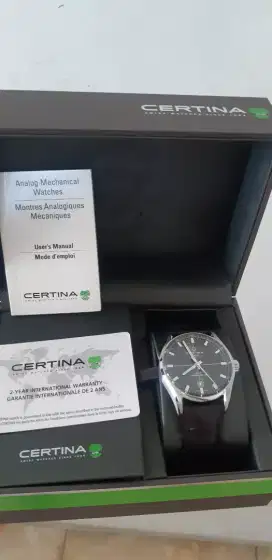 CERTINA
SWISS WATCHES SINCE 1888
Analog Mechanical
Watches
Montres Analogiques
Mécaniques
User's Manual
Mode d'emploi
CERTINA
CERTINA
2-YEAR INTERNATIONAL WARRANTY
GARANTIE INTERNATIONALE DE 2 ANS
CERTINA
SWISS WATCHES SINCE 1888